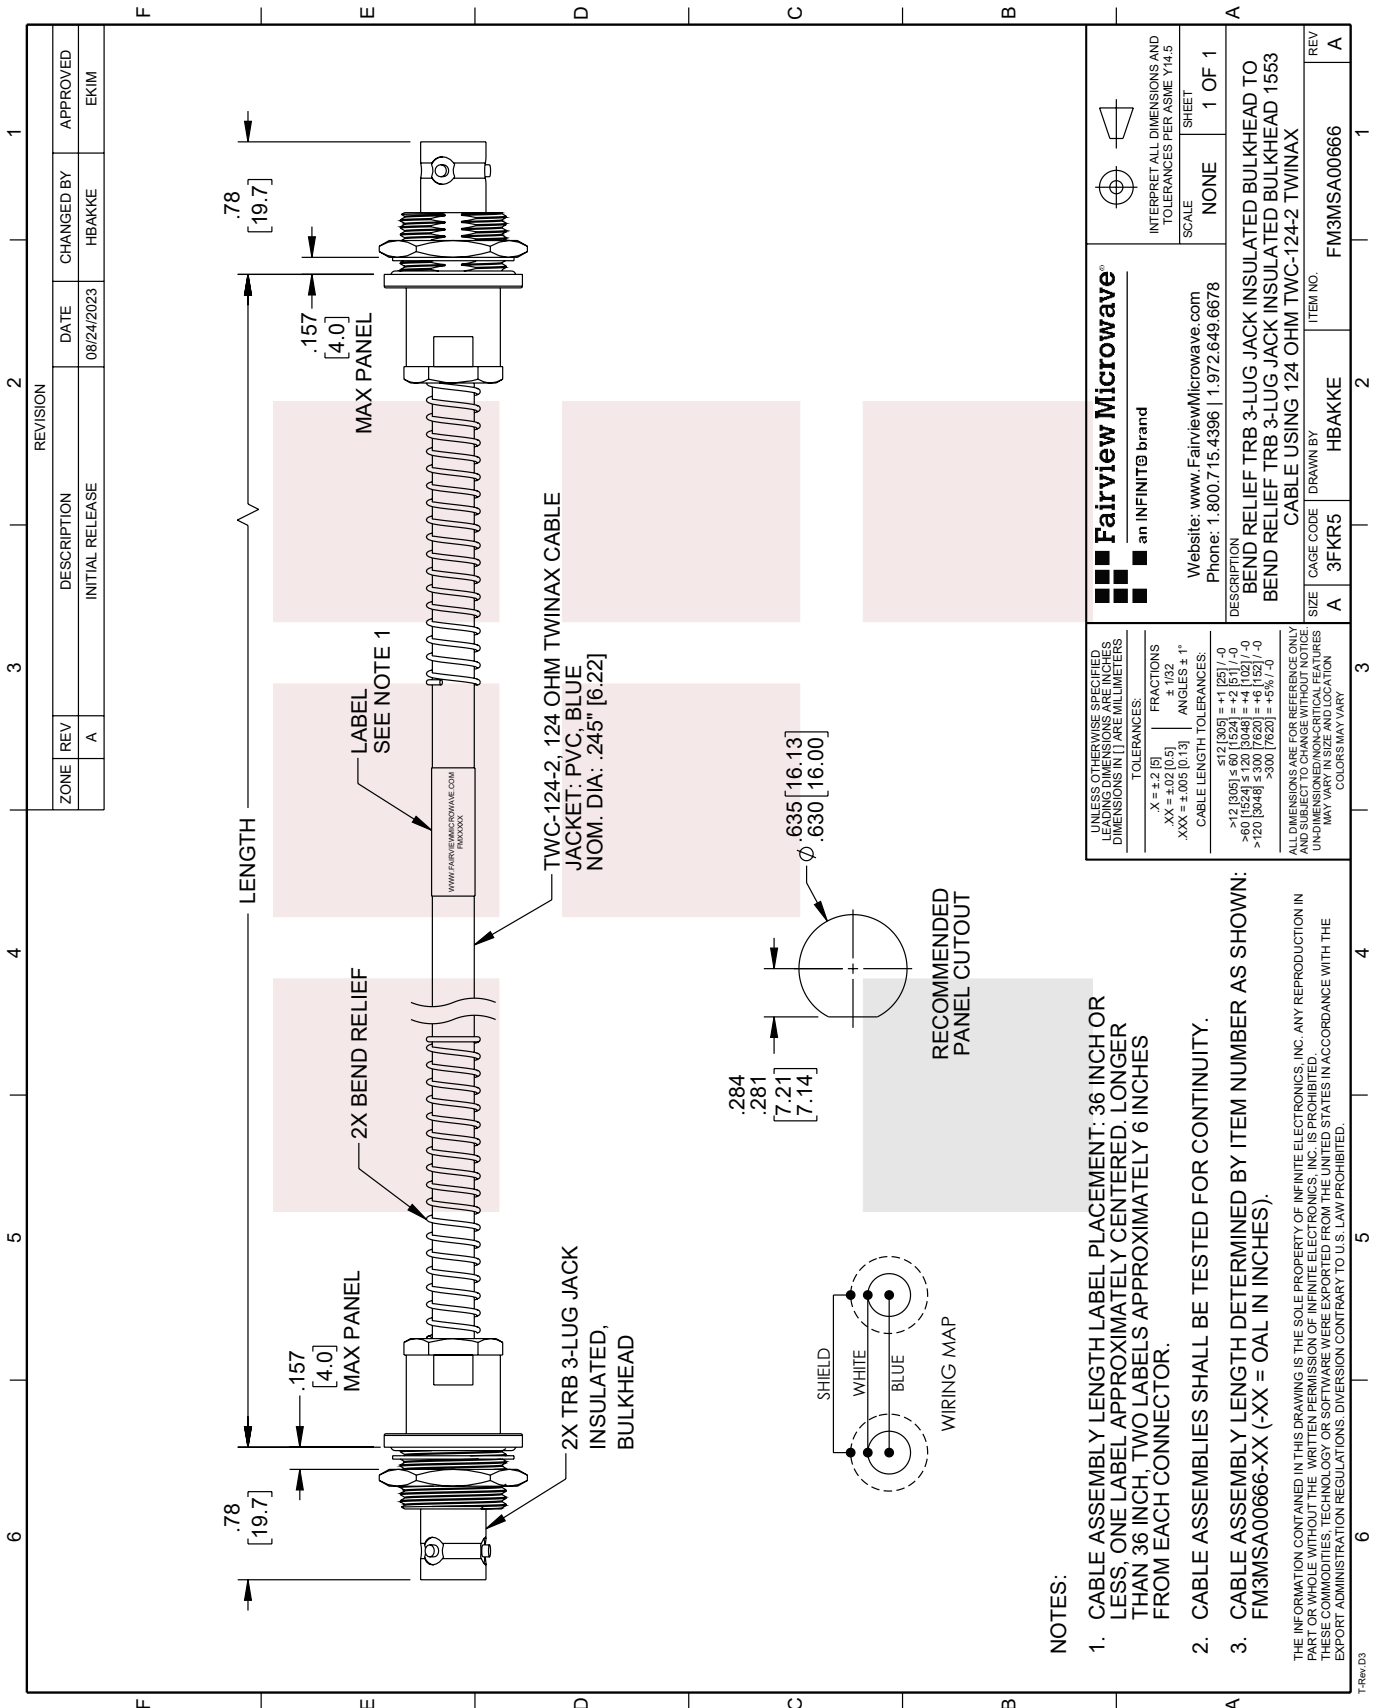 REVISION
ZONE REV DESCRIPTION DATE CHANGED BY APPROVED
A INITIAL RELEASE 08/24/2023 HBAKKE EKIM
6 5 4 3 2 1
F
E
D
C
B
A
.78
[19.7]
LENGTH
.78
[19.7]
.157
[4.0]
MAX PANEL
.157
[4.0]
MAX PANEL
2X BEND RELIEF
LABEL
SEE NOTE 1
WWW.FAIRVIEWMICROWAVE.COM
FMXXXXX
2X TRB 3-LUG JACK
INSULATED,
BULKHEAD
TWC-124-2, 124 OHM TWINAX CABLE
JACKET: PVC, BLUE
NOM. DIA: .245" [6.22]
SHIELD
WHITE
BLUE
WIRING MAP
.284
.281
[7.21]
[7.14]
Ø .635 [16.13]
.630 [16.00]
RECOMMENDED
PANEL CUTOUT
NOTES:
1. CABLE ASSEMBLY LENGTH LABEL PLACEMENT: 36 INCH OR
LESS, ONE LABEL APPROXIMATELY CENTERED. LONGER
THAN 36 INCH, TWO LABELS APPROXIMATELY 6 INCHES
FROM EACH CONNECTOR.
2. CABLE ASSEMBLIES SHALL BE TESTED FOR CONTINUITY.
3. CABLE ASSEMBLY LENGTH DETERMINED BY ITEM NUMBER AS SHOWN:
FM3MSA00666-XX (-XX = OAL IN INCHES).
THE INFORMATION CONTAINED IN THIS DRAWING IS THE SOLE PROPERTY OF INFINITE ELECTRONICS, INC. ANY REPRODUCTION IN
PART OR WHOLE WITHOUT THE WRITTEN PERMISSION OF INFINITE ELECTRONICS, INC. IS PROHIBITED.
THESE COMMODITIES, TECHNOLOGY OR SOFTWARE WERE EXPORTED FROM THE UNITED STATES IN ACCORDANCE WITH THE
EXPORT ADMINISTRATION REGULATIONS. DIVERSION CONTRARY TO U.S. LAW PROHIBITED.
UNLESS OTHERWISE SPECIFIED
LEADING DIMENSIONS ARE INCHES
DIMENSIONS IN [ ] ARE MILLIMETERS
TOLERANCES:
.X = ±.2 [5] FRACTIONS
.XX = ±.02 [0.5] ± 1/32
.XXX = ±.005 [0.13] ANGLES ± 1°
CABLE LENGTH TOLERANCES:
≤12 [305] = +1 [25] / -0
>12 [305] ≤ 60 [1524] = +2 [51] / -0
>60 [1524] ≤ 120 [3048] = +4 [102] / -0
>120 [3048] ≤ 300 [7620] = +6 [152] / -0
>300 [7620] = +5% / -0
ALL DIMENSIONS ARE FOR REFERENCE ONLY
AND SUBJECT TO CHANGE WITHOUT NOTICE.
UN-DIMENSIONED/NON-CRITICAL FEATURES
MAY VARY IN SIZE AND LOCATION
COLORS MAY VARY
Fairview Microwave®
an INFINIT® brand
Website: www.FairviewMicrowave.com
Phone: 1.800.715.4396 | 1.972.649.6678
INTERPRET ALL DIMENSIONS AND
TOLERANCES PER ASME Y14.5
SCALE NONE
SHEET 1 OF 1
DESCRIPTION
BEND RELIEF TRB 3-LUG JACK INSULATED BULKHEAD TO
BEND RELIEF TRB 3-LUG JACK INSULATED BULKHEAD 1553
CABLE USING 124 OHM TWC-124-2 TWINAX
SIZE A
CAGE CODE 3FKR5
DRAWN BY HBAKKE
ITEM NO. FM3MSA00666
REV A
F
E
D
C
B
A
6 5 4 3 2 1
T-Rev.D3